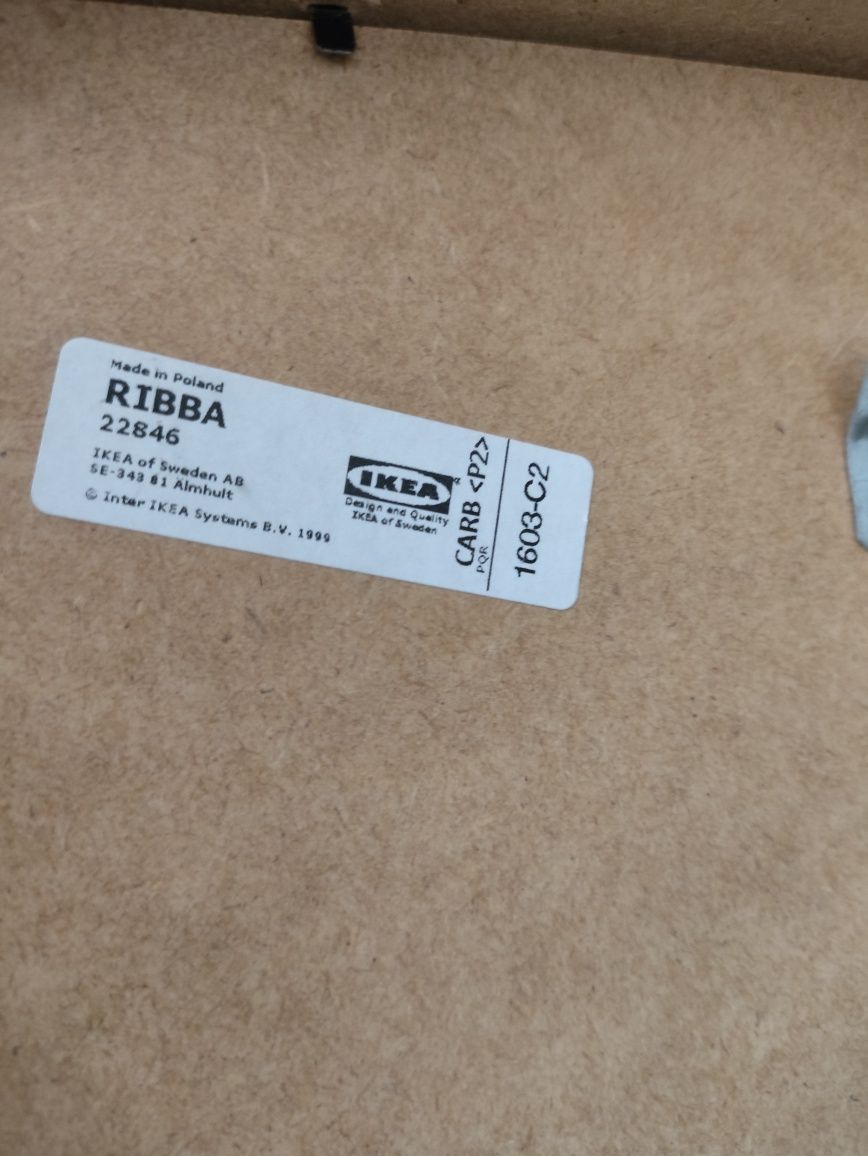 Made in Poland
RIBBA
22846
IKEA of Sweden AB
SE-343 81 Älmhult
© Inter IKEA Systems B.V. 1999
IKEA®
Design and Quality
IKEA of Sweden
CARB <P2>
PQR
1603-C2